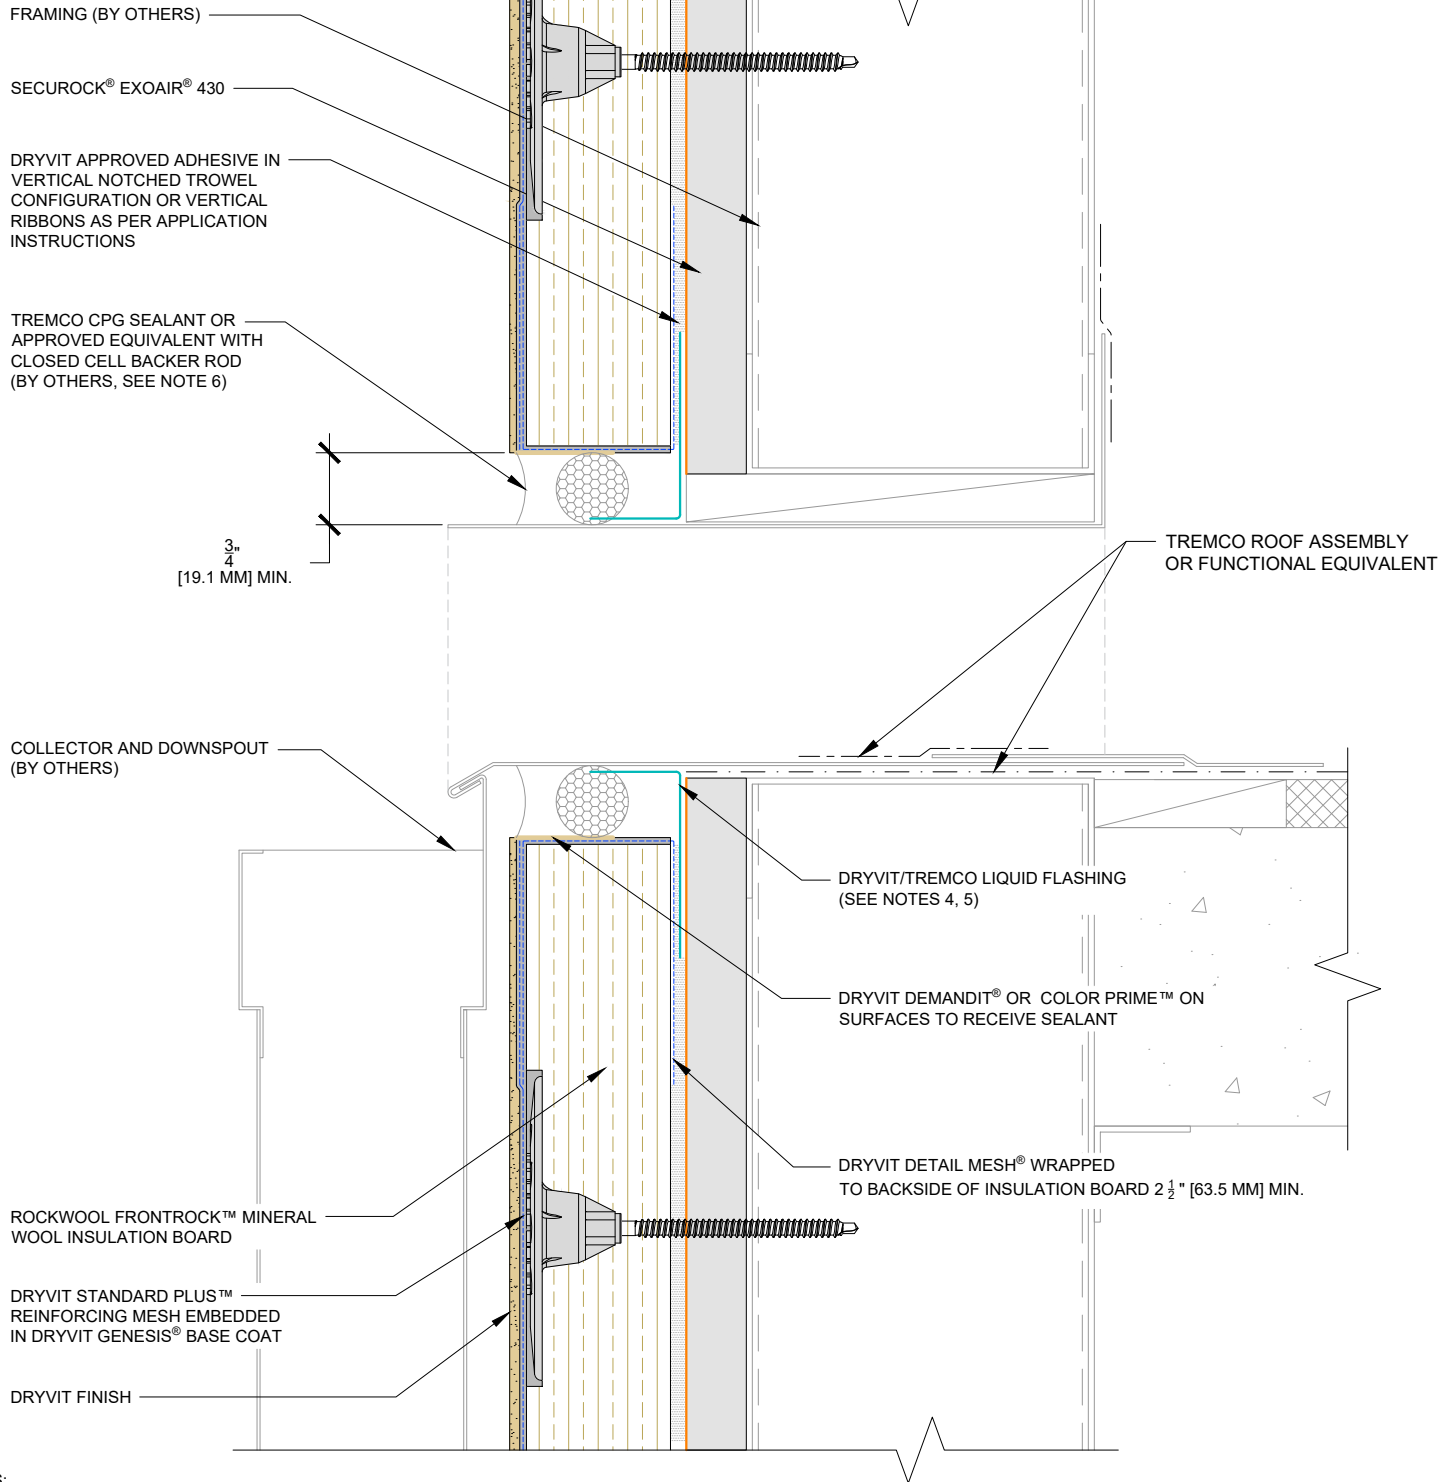 FRAMING (BY OTHERS)
SECUROCK® EXOAIR® 430
DRYVIT APPROVED ADHESIVE IN
VERTICAL NOTCHED TROWEL
CONFIGURATION OR VERTICAL
RIBBONS AS PER APPLICATION
INSTRUCTIONS
TREMCO CPG SEALANT OR
APPROVED EQUIVALENT WITH
CLOSED CELL BACKER ROD
(BY OTHERS, SEE NOTE 6)
3/4"
[19.1 MM] MIN.
TREMCO ROOF ASSEMBLY
OR FUNCTIONAL EQUIVALENT
COLLECTOR AND DOWNSPOUT
(BY OTHERS)
DRYVIT/TREMCO LIQUID FLASHING
(SEE NOTES 4, 5)
DRYVIT DEMANDIT® OR COLOR PRIME™ ON
SURFACES TO RECEIVE SEALANT
DRYVIT DETAIL MESH® WRAPPED
TO BACKSIDE OF INSULATION BOARD 2 1/2" [63.5 MM] MIN.
ROCKWOOL FRONTROCK™ MINERAL
WOOL INSULATION BOARD
DRYVIT STANDARD PLUS™
REINFORCING MESH EMBEDDED
IN DRYVIT GENESIS® BASE COAT
DRYVIT FINISH